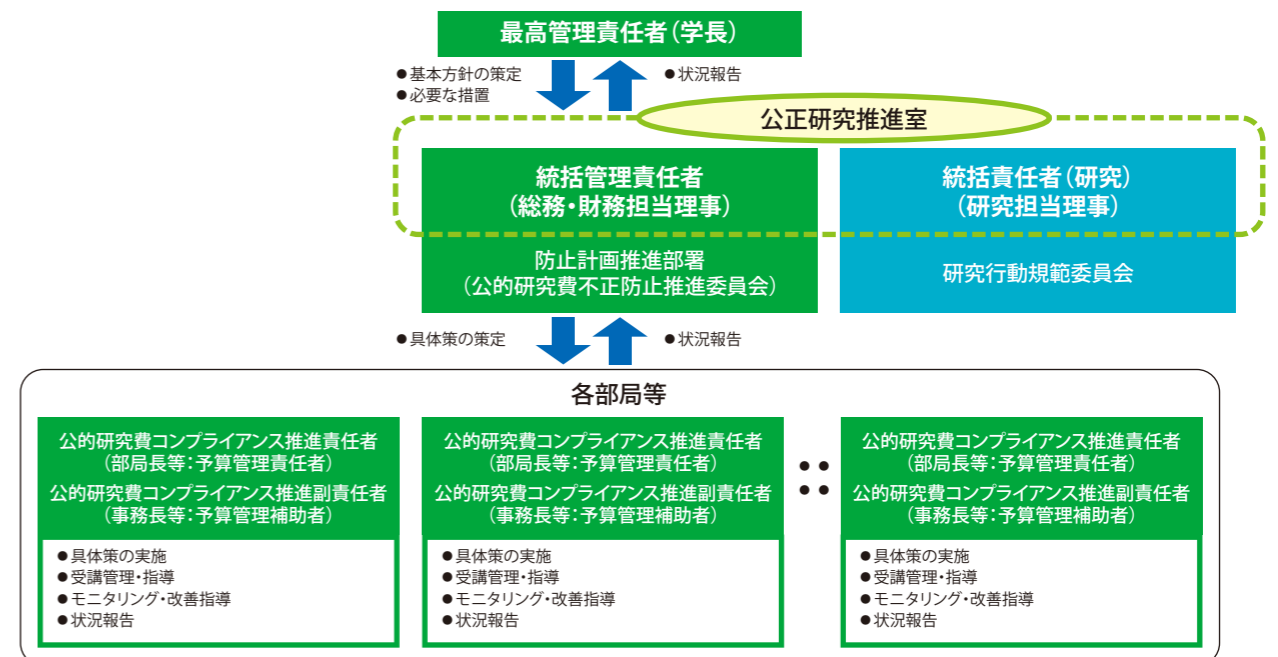 最高管理責任者（学長）
●基本方針の策定
●必要な措置
●状況報告
公正研究推進室
統括管理責任者
（総務・財務担当理事）
防止計画推進部署
（公的研究費不正防止推進委員会）
統括責任者（研究）
（研究担当理事）
研究行動規範委員会
●具体策の策定
●状況報告
各部局等
公的研究費コンプライアンス推進責任者
（部局長等：予算管理責任者）
公的研究費コンプライアンス推進副責任者
（事務長等：予算管理補助者）
●具体策の実施
●受講管理・指導
●モニタリング・改善指導
●状況報告
公的研究費コンプライアンス推進責任者
（部局長等：予算管理責任者）
公的研究費コンプライアンス推進副責任者
（事務長等：予算管理補助者）
●具体策の実施
●受講管理・指導
●モニタリング・改善指導
●状況報告
公的研究費コンプライアンス推進責任者
（部局長等：予算管理責任者）
公的研究費コンプライアンス推進副責任者
（事務長等：予算管理補助者）
●具体策の実施
●受講管理・指導
●モニタリング・改善指導
●状況報告